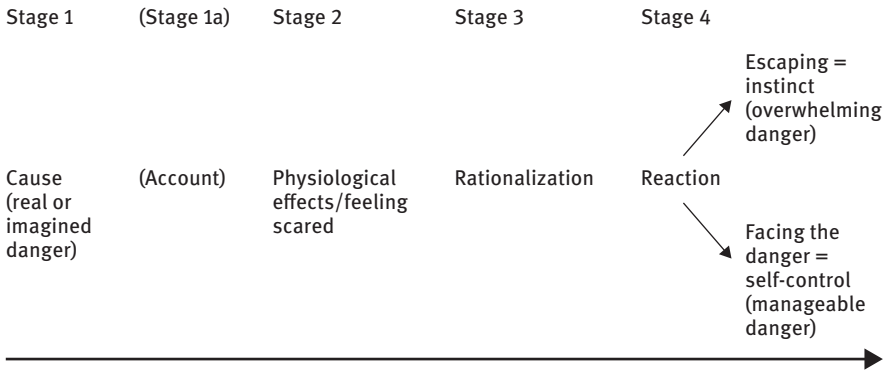 Stage 1 (Stage 1a) Stage 2 Stage 3 Stage 4
Escaping =
instinct
(overwhelming
danger)
Cause (Account) Physiological Rationalization Reaction
(real or effects/feeling
imagined scared
danger)
Facing the
danger =
self-control
(manageable
danger)